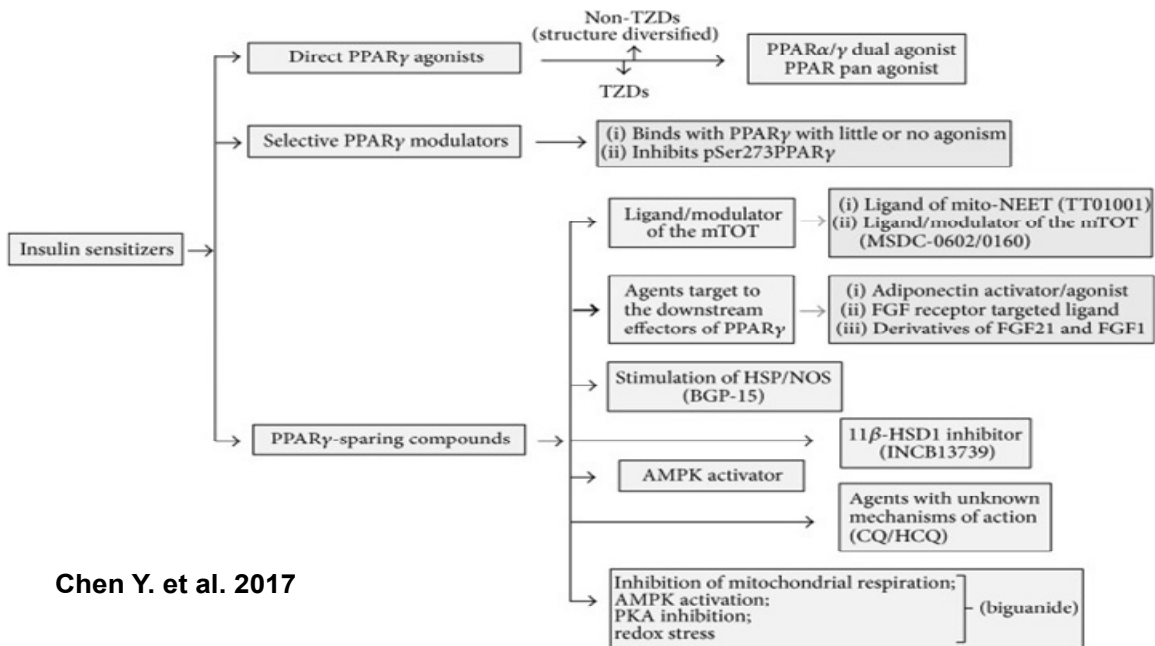 Non-TZDs
(structure diversified)
Direct PPARγ agonists
TZDs
PPARα/γ dual agonist
PPAR pan agonist
Selective PPARγ modulators
(i) Binds with PPARγ with little or no agonism
(ii) Inhibits pSer273PPARγ
Insulin sensitizers
Ligand/modulator
of the mTOT
(i) Ligand of mito-NEET (TT01001)
(ii) Ligand/modulator of the mTOT
(MSDC-0602/0160)
Agents target to
the downstream
effectors of PPARγ
(i) Adiponectin activator/agonist
(ii) FGF receptor targeted ligand
(iii) Derivatives of FGF21 and FGF1
Stimulation of HSP/NOS
(BGP-15)
PPARγ-sparing compounds
11β-HSD1 inhibitor
(INCB13739)
AMPK activator
Agents with unknown
mechanisms of action
(CQ/HCQ)
Inhibition of mitochondrial respiration;
AMPK activation;
PKA inhibition;
redox stress
(biguanide)
Chen Y. et al. 2017